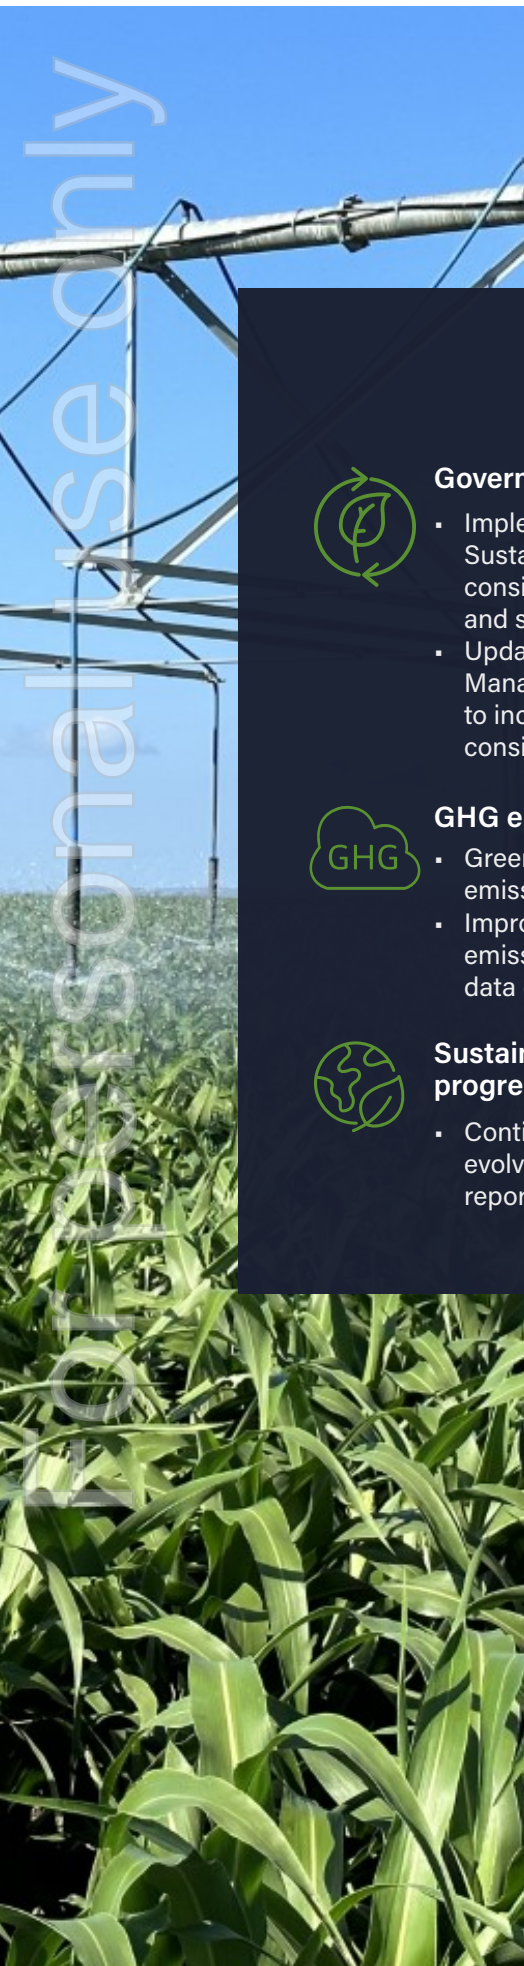 For personal use only
Govern
▪ Imple
Susta
consi
and s
▪ Upda
Mana
to inc
consi
GHG
GHG e
▪ Greer
emiss
▪ Impro
emiss
data
Sustain
progre
▪ Conti
evolv
repor